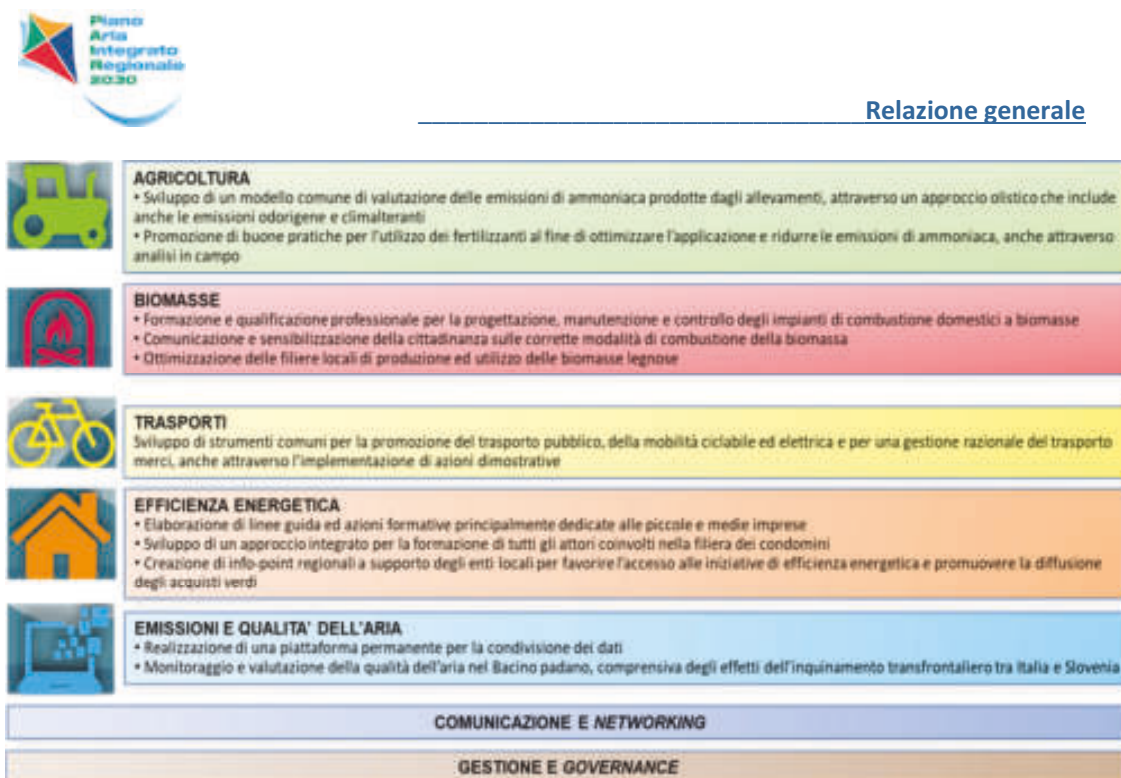 Piano
Aria
Integrato
Regionale
2030
Relazione generale
AGRICOLTURA
• Sviluppo di un modello comune di valutazione delle emissioni di ammoniaca prodotte dagli allevamenti, attraverso un approccio olistico che include
anche le emissioni odorigene e climalteranti
• Promozione di buone pratiche per l'utilizzo dei fertilizzanti al fine di ottimizzare l'applicazione e ridurre le emissioni di ammoniaca, anche attraverso
analisi in campo
BIOMASSE
• Formazione e qualificazione professionale per la progettazione, manutenzione e controllo degli impianti di combustione domestici a biomasse
• Comunicazione e sensibilizzazione della cittadinanza sulle corrette modalità di combustione della biomassa
• Ottimizzazione delle filiere locali di produzione ed utilizzo delle biomasse legnose
TRASPORTI
Sviluppo di strumenti comuni per la promozione del trasporto pubblico, della mobilità ciclabile ed elettrica e per una gestione razionale del trasporto
merci, anche attraverso l'implementazione di azioni dimostrative
EFFICIENZA ENERGETICA
• Elaborazione di linee guida ed azioni formative principalmente dedicate alle piccole e medie imprese
• Sviluppo di un approccio integrato per la formazione di tutti gli attori coinvolti nella filiera dei condomini
• Creazione di info-point regionali a supporto degli enti locali per favorire l'accesso alle iniziative di efficienza energetica e promuovere la diffusione
degli acquisti verdi
EMISSIONI E QUALITA' DELL'ARIA
• Realizzazione di una piattaforma permanente per la condivisione dei dati
• Monitoraggio e valutazione della qualità dell'aria nel Bacino padano, comprensiva degli effetti dell'inquinamento transfrontaliero tra Italia e Slovenia
COMUNICAZIONE E NETWORKING
GESTIONE E GOVERNANCE